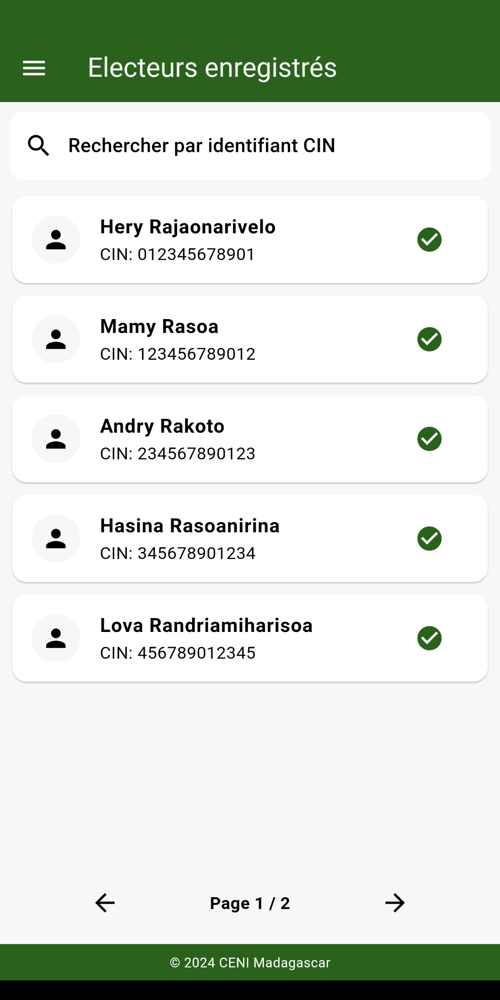 Electeurs enregistrés
Rechercher par identifiant CIN
Hery Rajaonarivelo
CIN: 012345678901
Mamy Rasoa
CIN: 123456789012
Andry Rakoto
CIN: 234567890123
Hasina Rasoanirina
CIN: 345678901234
Lova Randriamiharisoa
CIN: 456789012345
Page 1 / 2
© 2024 CENI Madagascar